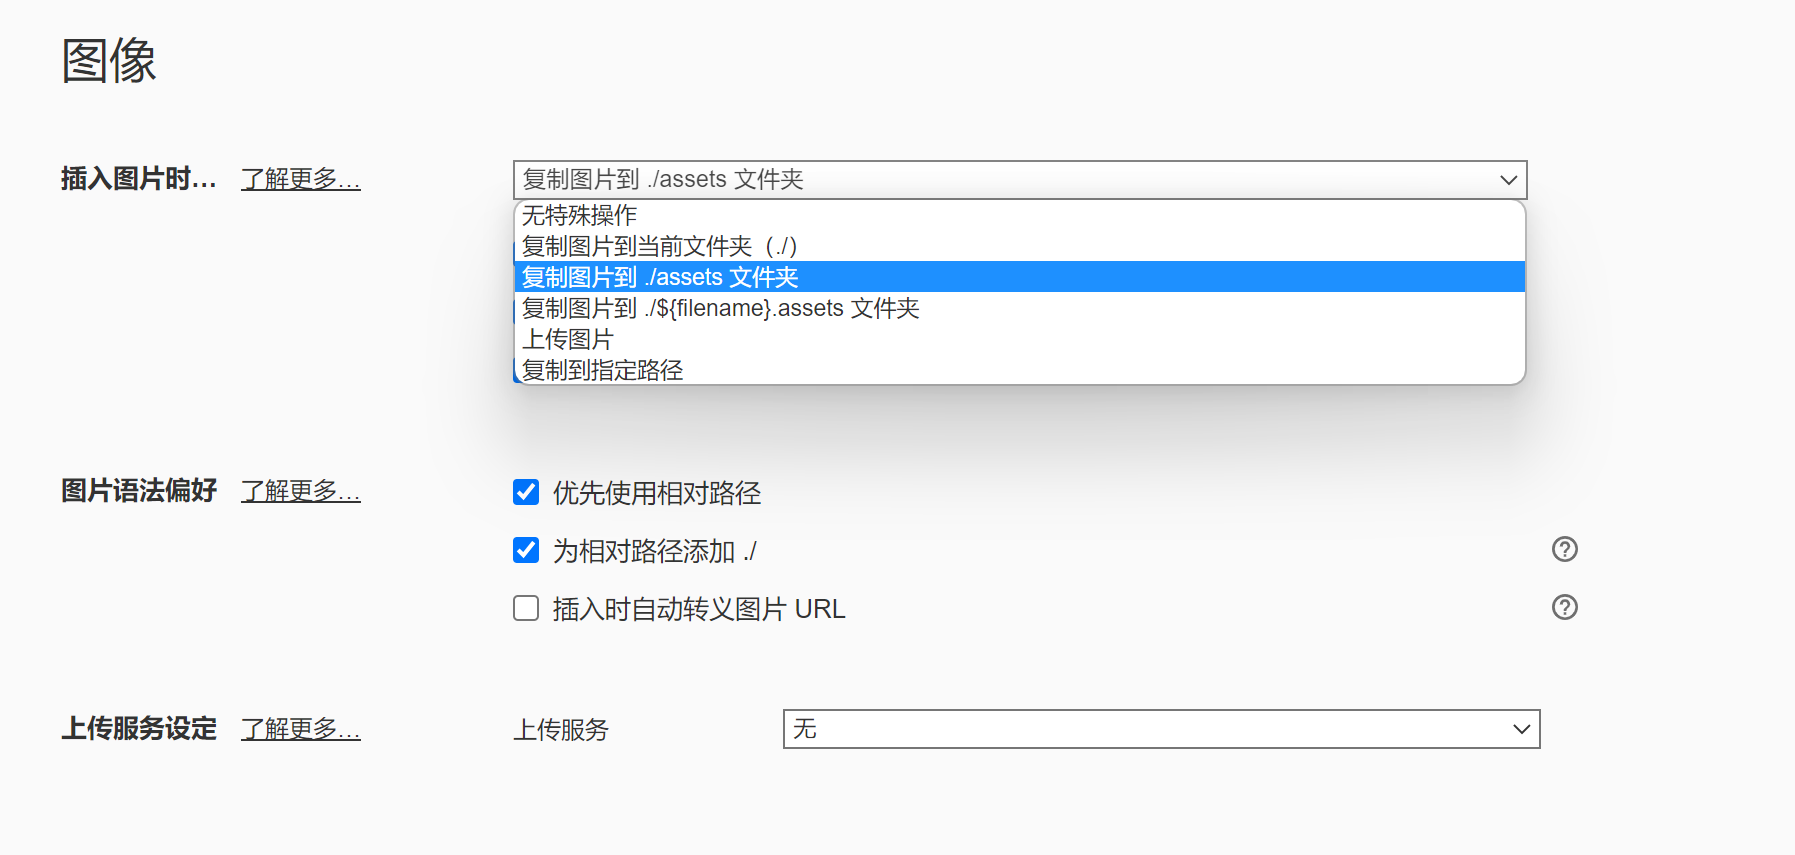 图像
插入图片时... 了解更多... 复制图片到 ./assets 文件夹
无特殊操作
复制图片到当前文件夹（./）
复制图片到 ./assets 文件夹
复制图片到 ./${filename}.assets 文件夹
上传图片
复制到指定路径
图片语法偏好 了解更多... 优先使用相对路径
为相对路径添加 ./
插入时自动转义图片 URL
上传服务设定 了解更多... 上传服务 无